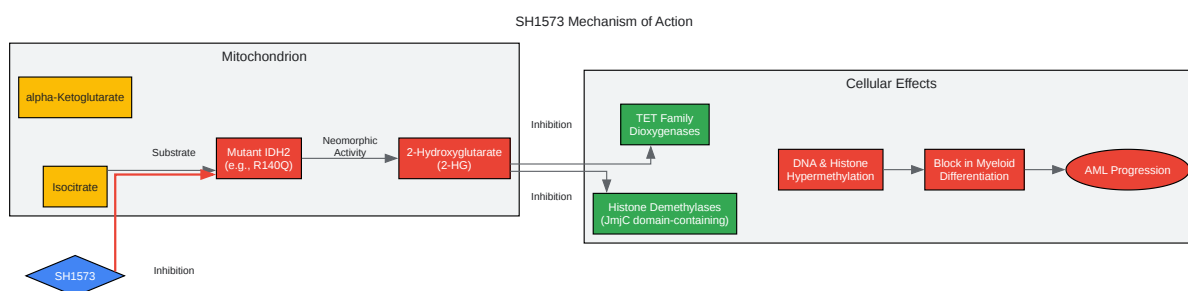 SH1573 Mechanism of Action
Mitochondrion
alpha-Ketoglutarate
Substrate
Isocitrate
Mutant IDH2
(e.g., R140Q)
Neomorphic
Activity
2-Hydroxyglutarate
(2-HG)
SH1573
Inhibition
Inhibition
Inhibition
Cellular Effects
TET Family
Dioxygenases
Histone Demethylases
(JmjC domain-containing)
DNA & Histone
Hypermethylation
Block in Myeloid
Differentiation
AML Progression